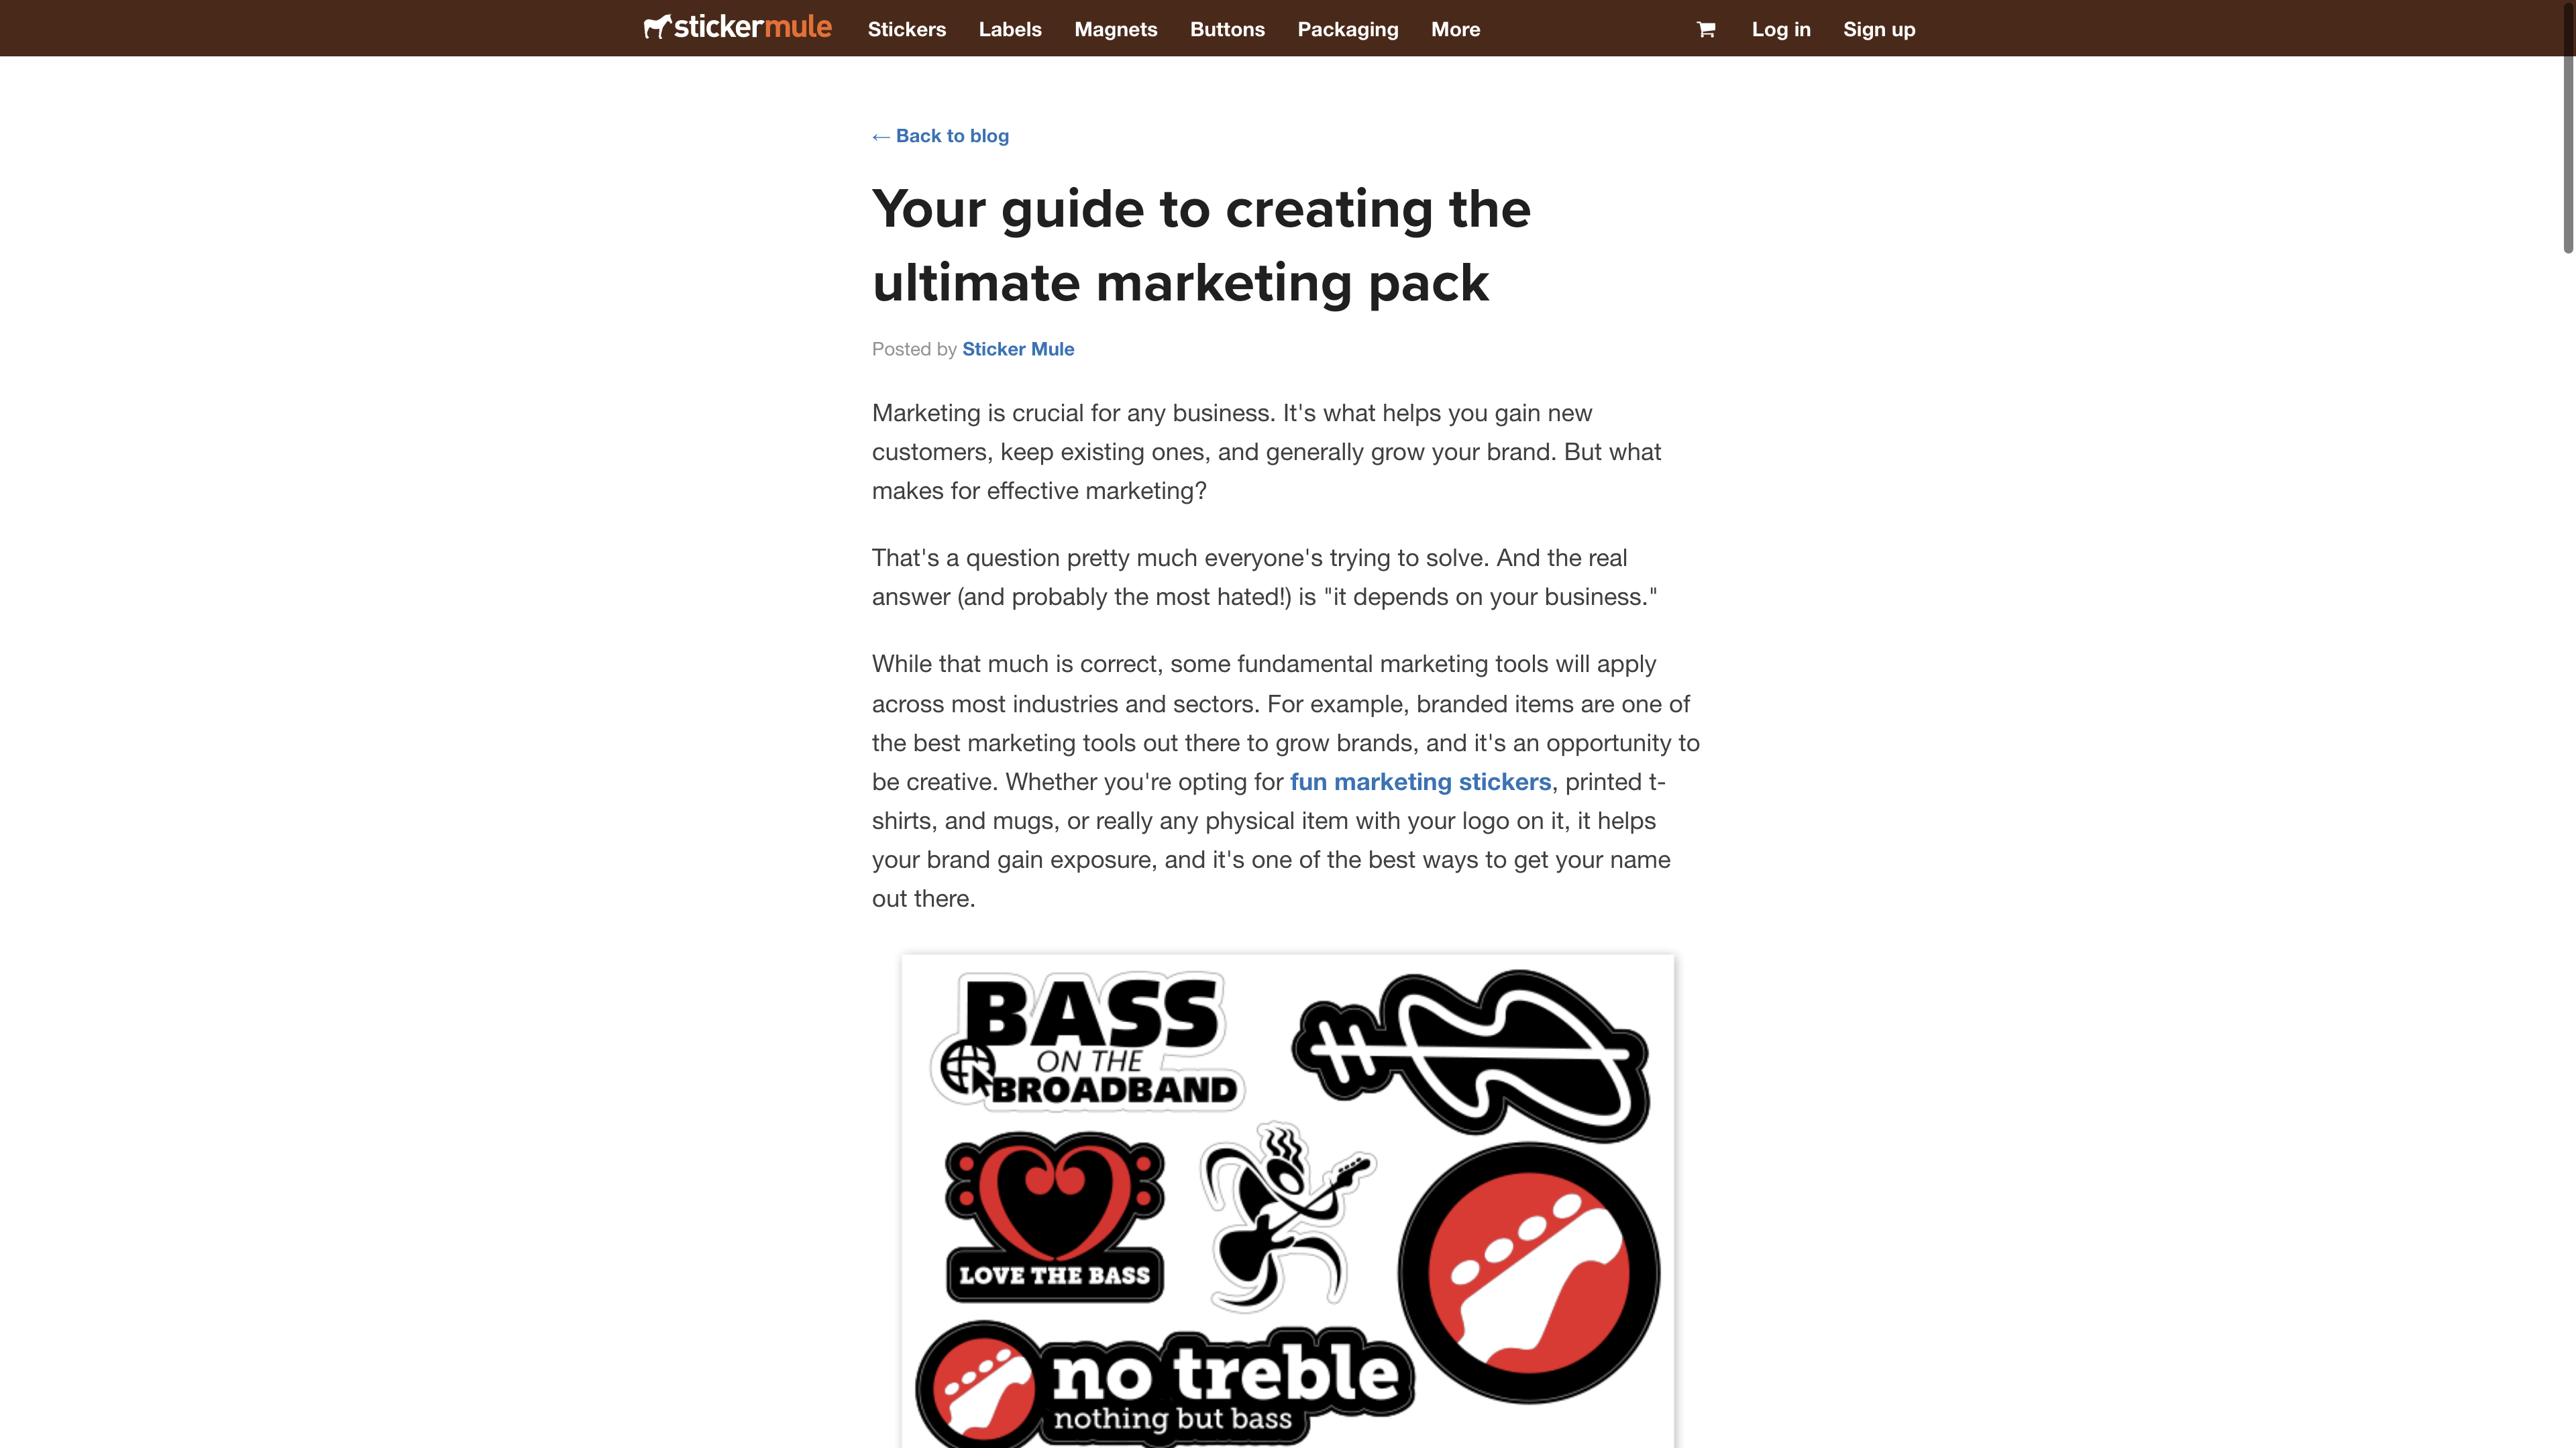 stickermule Stickers Labels Magnets Buttons Packaging More Log in Sign up
← Back to blog
Your guide to creating the
ultimate marketing pack
Posted by Sticker Mule
Marketing is crucial for any business. It's what helps you gain new
customers, keep existing ones, and generally grow your brand. But what
makes for effective marketing?
That's a question pretty much everyone's trying to solve. And the real
answer (and probably the most hated!) is "it depends on your business."
While that much is correct, some fundamental marketing tools will apply
across most industries and sectors. For example, branded items are one of
the best marketing tools out there to grow brands, and it's an opportunity to
be creative. Whether you're opting for fun marketing stickers, printed t-
shirts, and mugs, or really any physical item with your logo on it, it helps
your brand gain exposure, and it's one of the best ways to get your name
out there.
BASS
ON THE
BROADBAND
LOVE THE BASS
no treble
nothing but bass